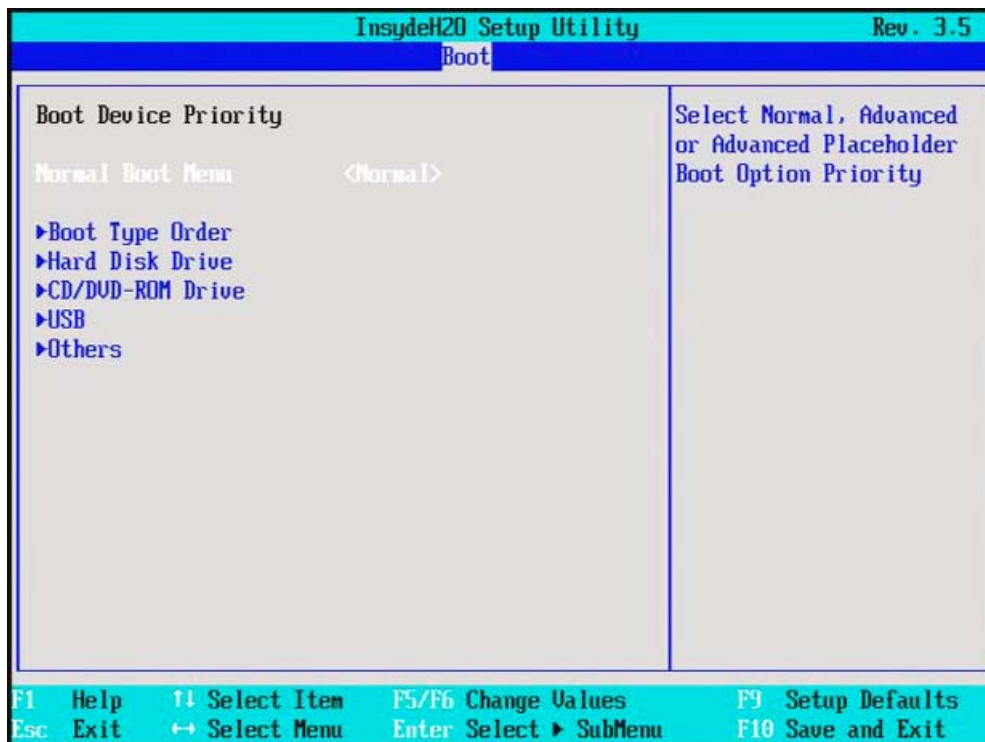 InsydeH2O Setup Utility Rev. 3.5
Boot
Boot Device Priority
Normal Boot Menu <Normal>
▶Boot Type Order
▶Hard Disk Drive
▶CD/DVD-ROM Drive
▶USB
▶Others
Select Normal, Advanced
or Advanced Placeholder
Boot Option Priority
F1 Help ↑↓ Select Item F5/F6 Change Values F9 Setup Defaults
Esc Exit ↔ Select Menu Enter Select ▶ SubMenu F10 Save and Exit